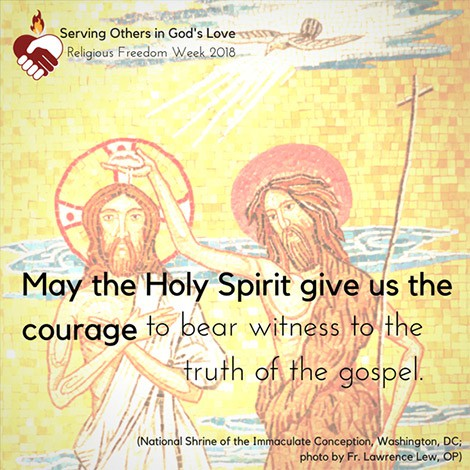 Serving Others in God's Love
Religious Freedom Week 2018
May the Holy Spirit give us the
courage to bear witness to the
truth of the gospel.
(National Shrine of the Immaculate Conception, Washington, DC;
photo by Fr. Lawrence Lew, OP)